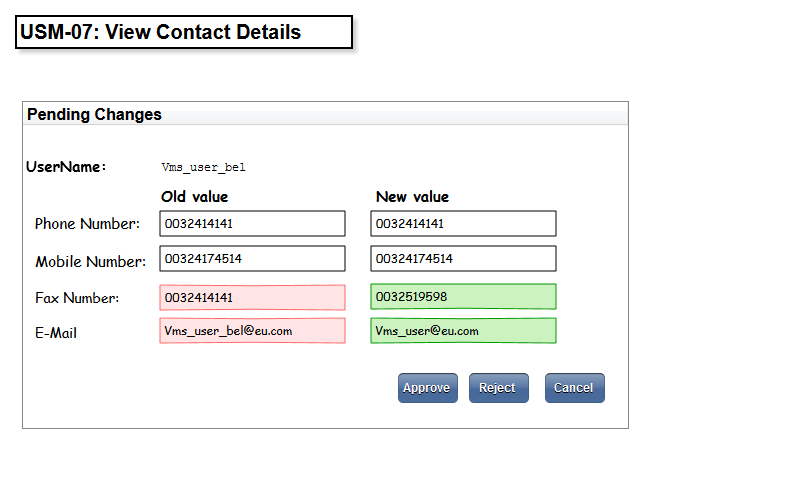 USM-07: View Contact Details
Pending Changes
UserName: Vms_user_bel
Old value New value
Phone Number: 0032414141 0032414141
Mobile Number: 00324174514 00324174514
Fax Number: 0032414141 0032519598
E-Mail Vms_user_bel@eu.com Vms_user@eu.com
Approve Reject Cancel